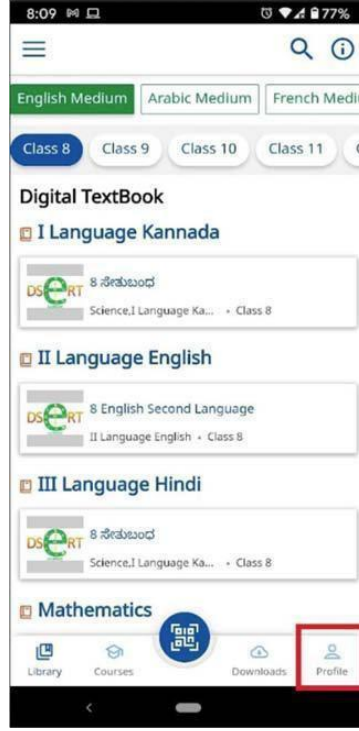 8:09 77%
English Medium Arabic Medium French Medi
Class 8 Class 9 Class 10 Class 11
Digital TextBook
I Language Kannada
DSERT 8 ಸೇತುಬಂಧ
Science,I Language Ka... • Class 8
II Language English
DSERT 8 English Second Language
II Language English • Class 8
III Language Hindi
DSERT 8 ಸೇತುಬಂಧ
Science,I Language Ka... • Class 8
Mathematics
Library Courses Downloads Profile